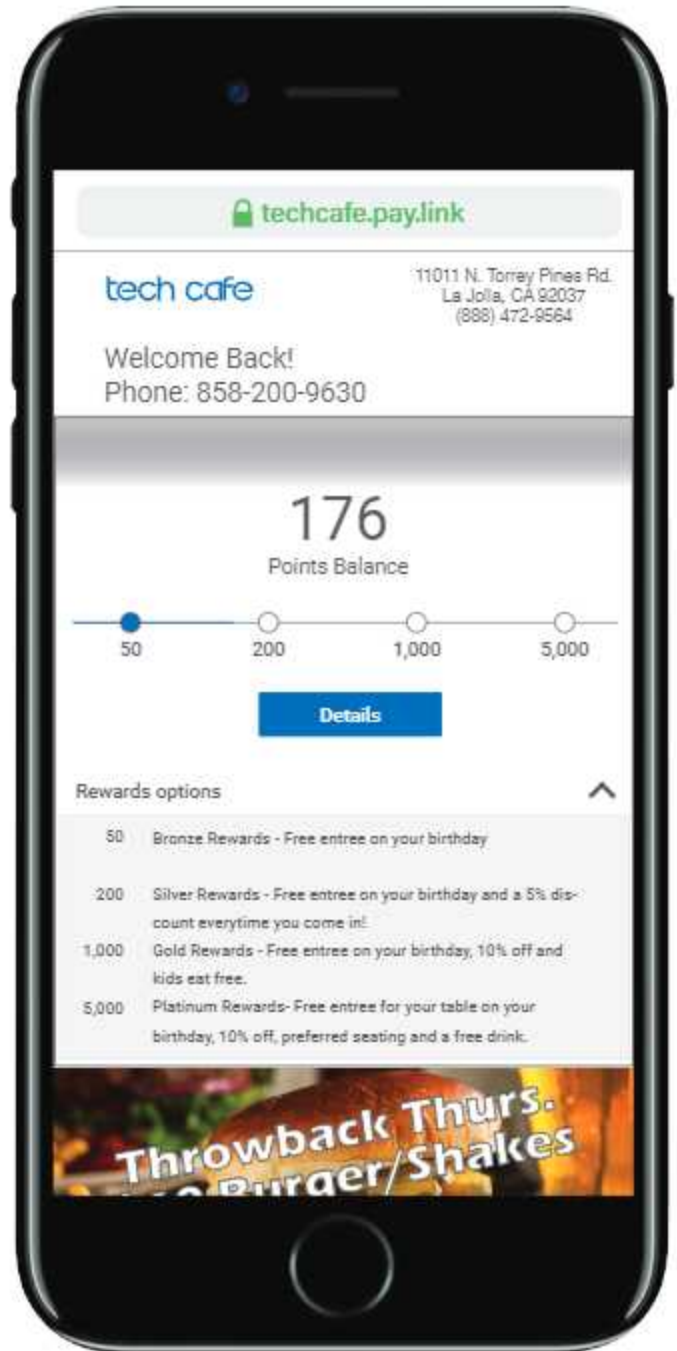 techcafe.pay.link
tech cafe
11011 N. Torrey Pines Rd.
La Jolla, CA 92037
(888) 472-9564
Welcome Back!
Phone: 858-200-9630
176
Points Balance
50 200 1,000 5,000
Details
Rewards options
50 Bronze Rewards - Free entree on your birthday
200 Silver Rewards - Free entree on your birthday and a 5% dis-
count everytime you come in!
1,000 Gold Rewards - Free entree on your birthday, 10% off and
kids eat free.
5,000 Platinum Rewards- Free entree for your table on your
birthday, 10% off, preferred seating and a free drink.
Throwback Thurs.
Burger/Shakes